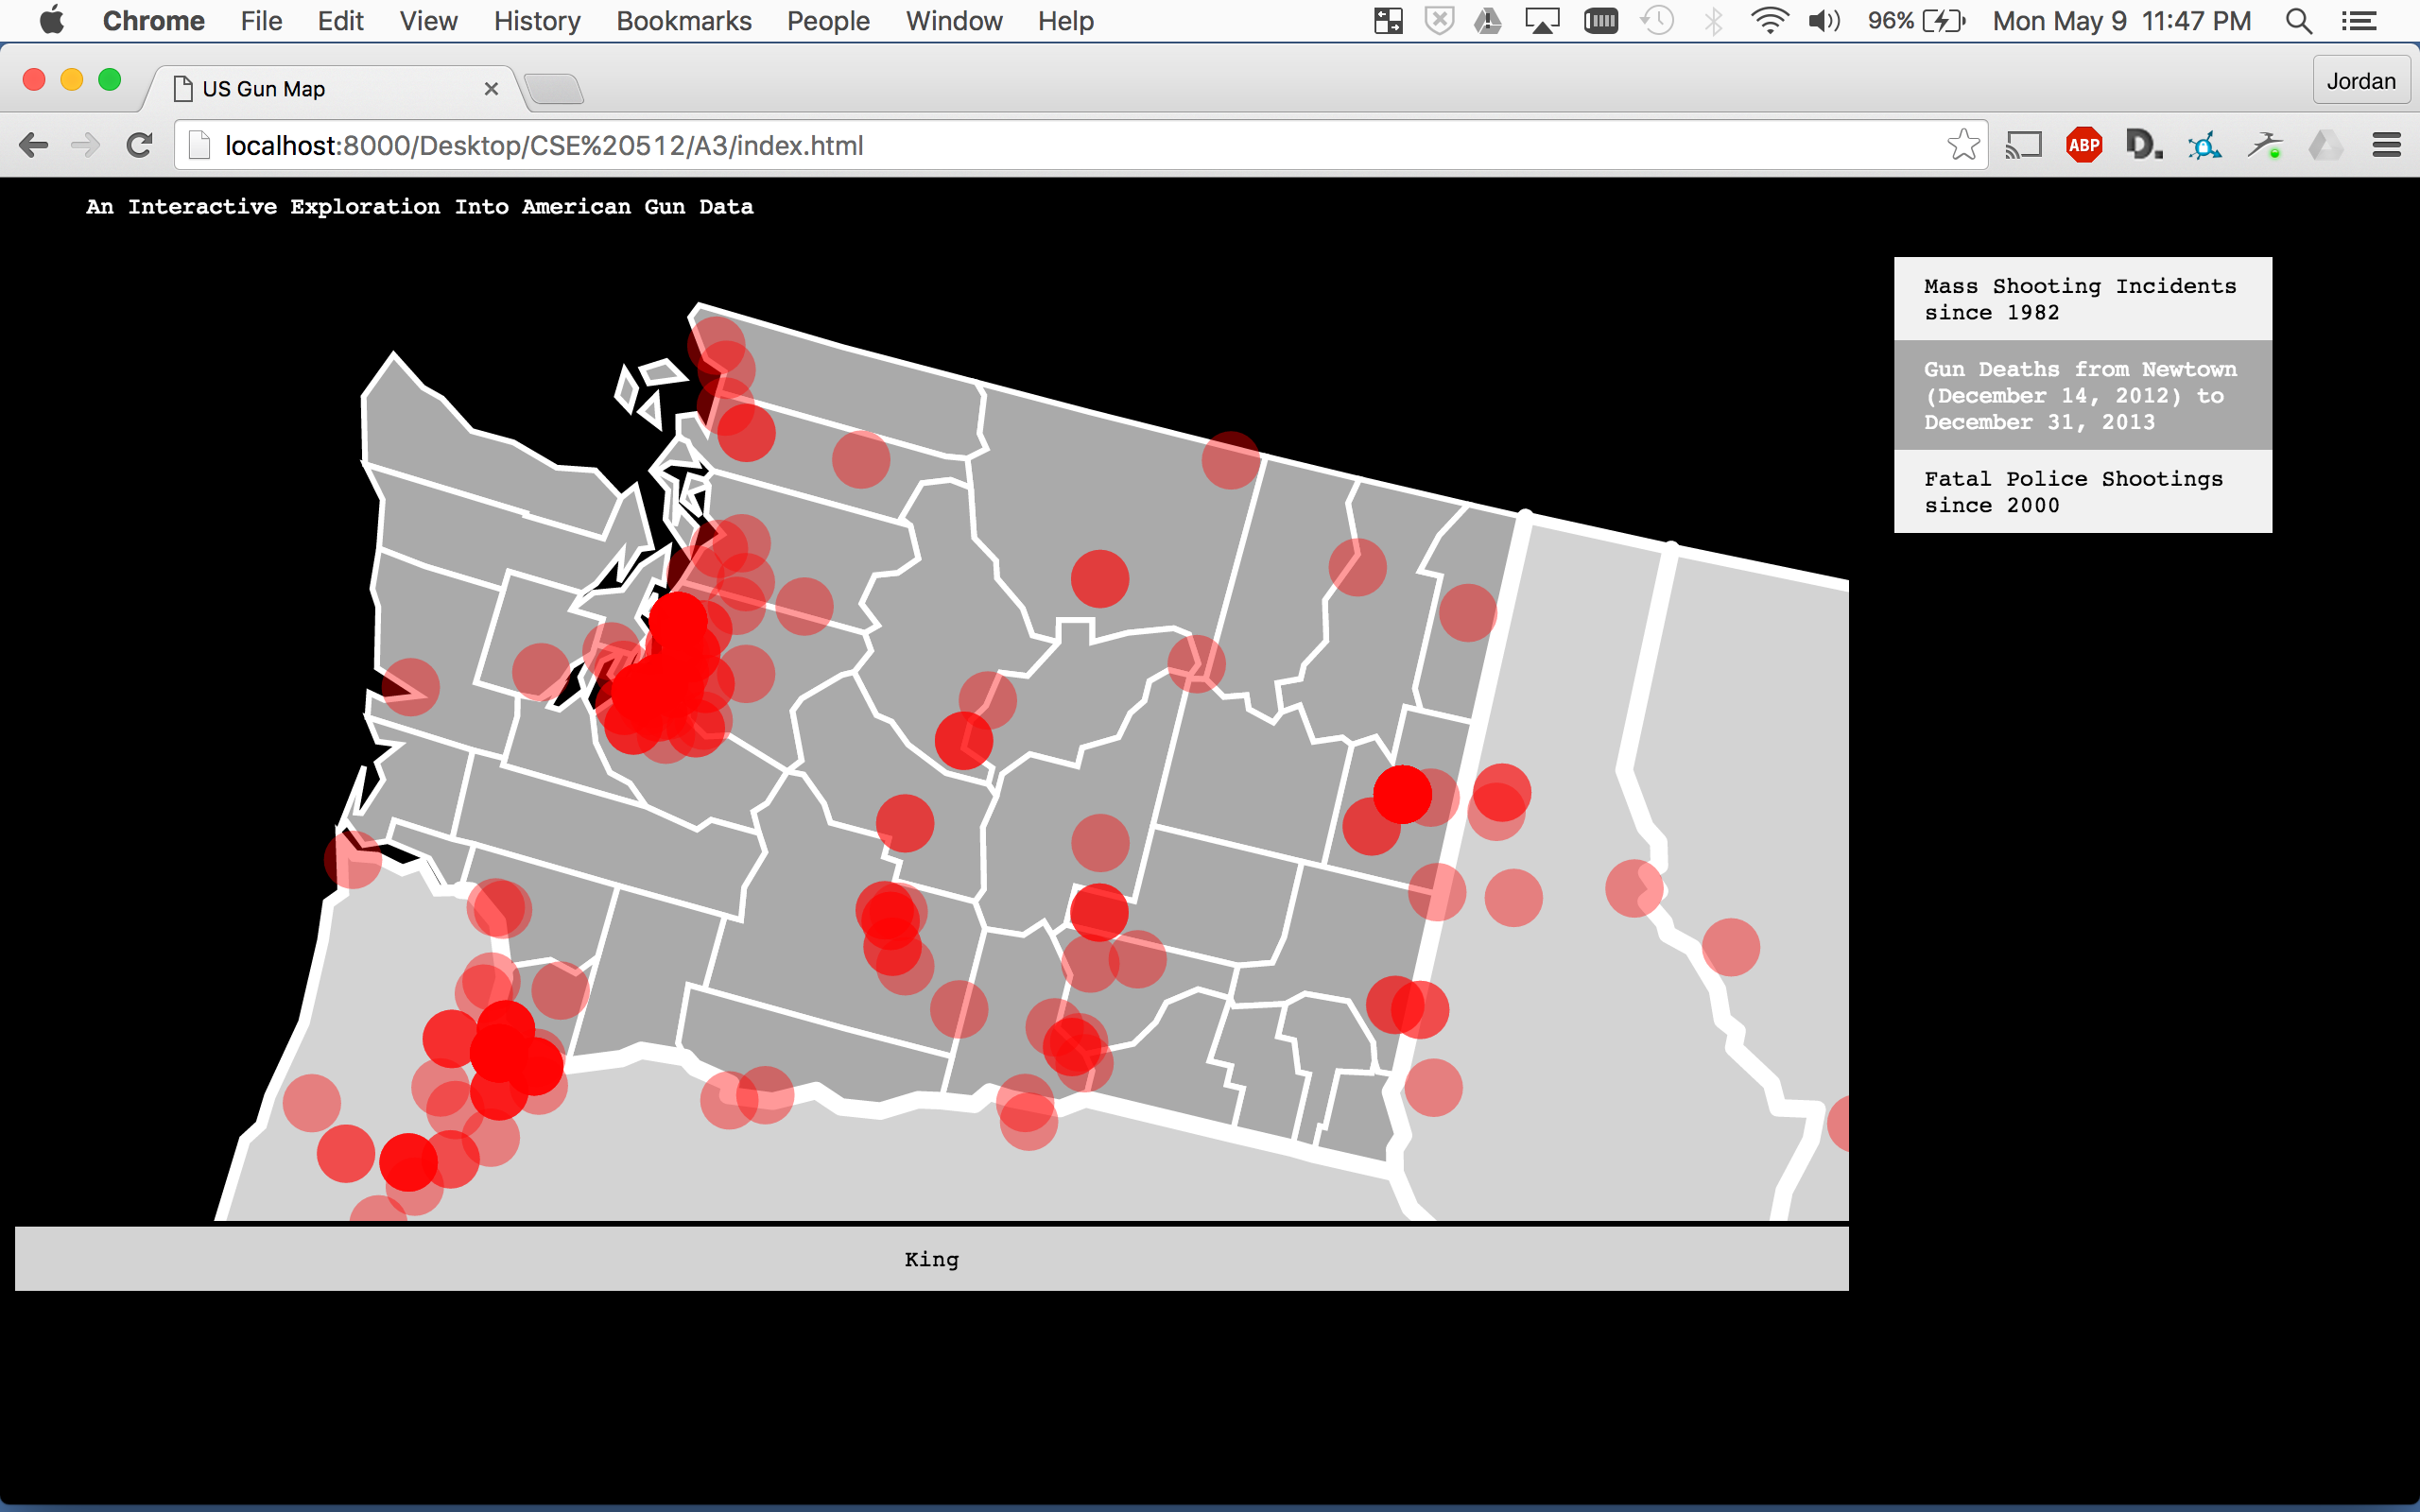 Chrome File Edit View History Bookmarks People Window Help 96% Mon May 9 11:47 PM
US Gun Map
Jordan
localhost:8000/Desktop/CSE%20512/A3/index.html
ABP
D.
An Interactive Exploration Into American Gun Data
Mass Shooting Incidents
since 1982
Gun Deaths from Newtown
(December 14, 2012) to
December 31, 2013
Fatal Police Shootings
since 2000
King